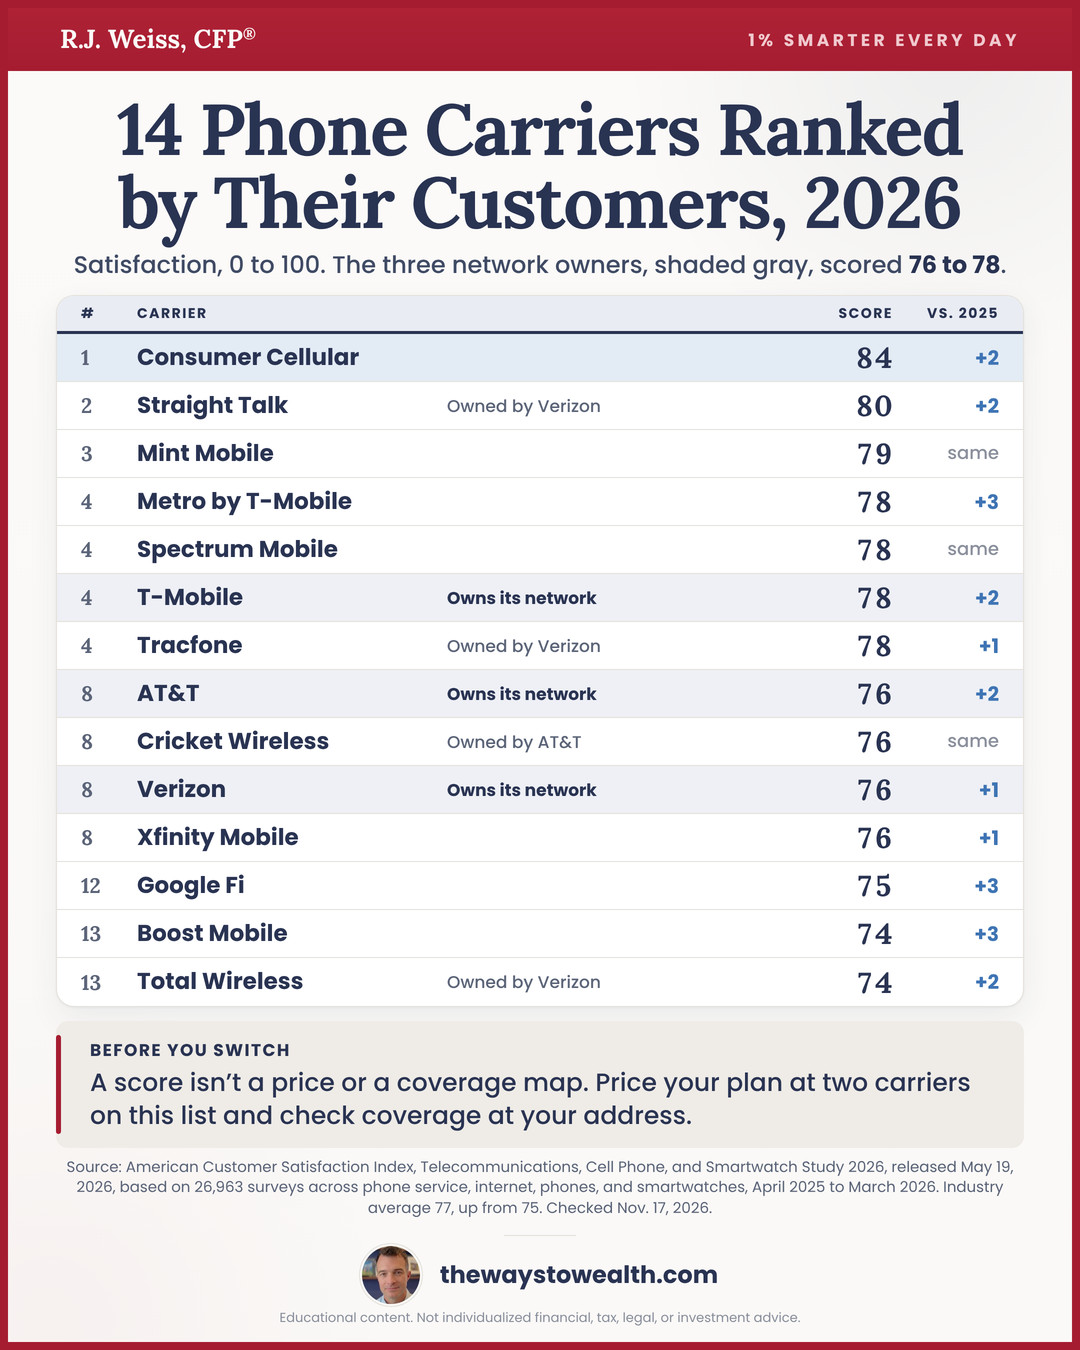 R.J. Weiss, CFP®
1% SMARTER EVERY DAY
14 Phone Carriers Ranked
by Their Customers, 2026
Satisfaction, 0 to 100. The three network owners, shaded gray, scored 76 to 78.
# CARRIER SCORE VS. 2025
1 Consumer Cellular 84 +2
2 Straight Talk Owned by Verizon 80 +2
3 Mint Mobile 79 same
4 Metro by T-Mobile 78 +3
4 Spectrum Mobile 78 same
4 T-Mobile Owns its network 78 +2
4 Tracfone Owned by Verizon 78 +1
8 AT&T Owns its network 76 +2
8 Cricket Wireless Owned by AT&T 76 same
8 Verizon Owns its network 76 +1
8 Xfinity Mobile 76 +1
12 Google Fi 75 +3
13 Boost Mobile 74 +3
13 Total Wireless Owned by Verizon 74 +2
BEFORE YOU SWITCH
A score isn’t a price or a coverage map. Price your plan at two carriers
on this list and check coverage at your address.
Source: American Customer Satisfaction Index, Telecommunications, Cell Phone, and Smartwatch Study 2026, released May 19,
2026, based on 26,963 surveys across phone service, internet, phones, and smartwatches, April 2025 to March 2026. Industry
average 77, up from 75. Checked Nov. 17, 2026.
thewaystowealth.com
Educational content. Not individualized financial, tax, legal, or investment advice.